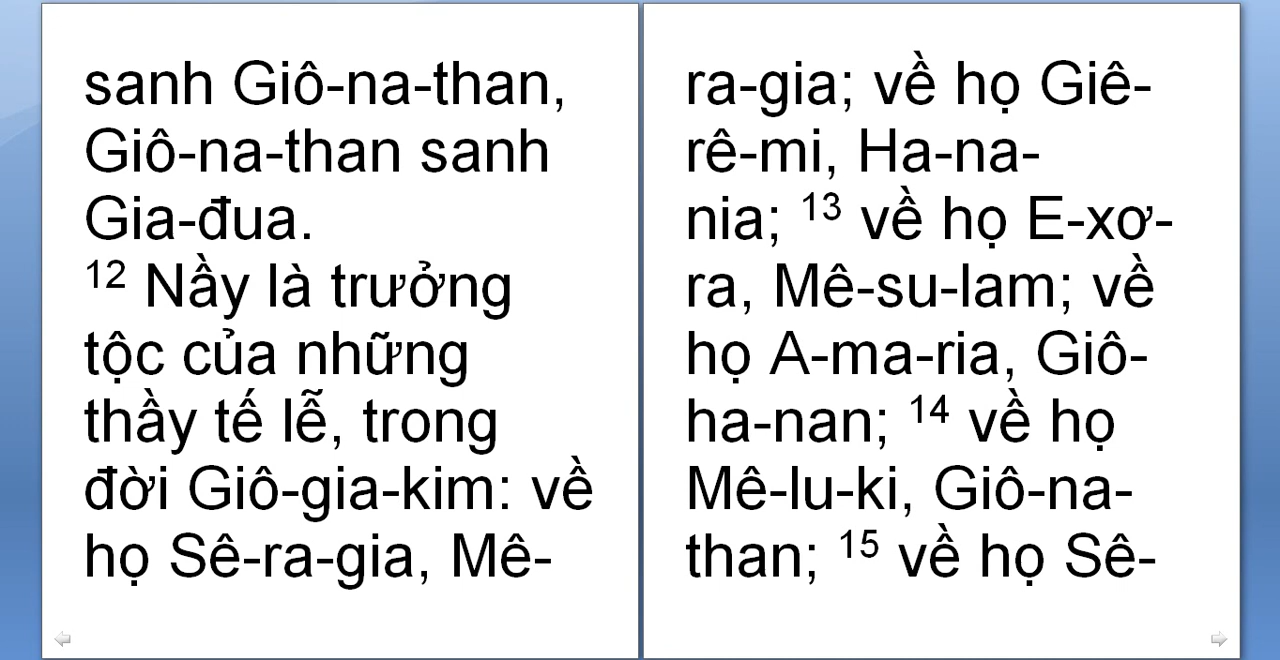 sanh Giô-na-than,
Giô-na-than sanh
Gia-đua.
12 Nầy là trưởng
tộc của những
thầy tế lễ, trong
đời Giô-gia-kim: về
họ Sê-ra-gia, Mê-
ra-gia; về họ Giê-
rê-mi, Ha-na-
nia; 13 về họ E-xơ-
ra, Mê-su-lam; về
họ A-ma-ria, Giô-
ha-nan; 14 về họ
Mê-lu-ki, Giô-na-
than; 15 về họ Sê-